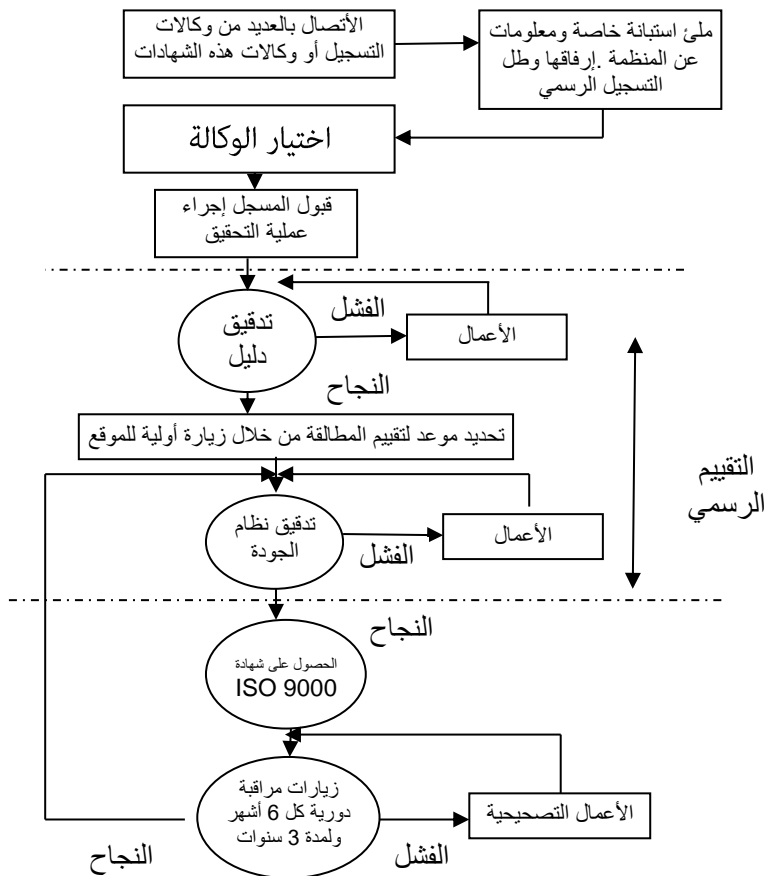 الأتصال بالعديد من وكالات
التسجيل أو وكالات هذه الشهادات
ملئ استبانة خاصة ومعلومات
عن المنظمة .إرفاقها وطل
التسجيل الرسمي
اختيار الوكالة
قبول المسجل إجراء
عملية التحقيق
تدقيق
دليل
الفشل
الأعمال
النجاح
تحديد موعد لتقييم المطالقة من خلال زيارة أولية للموقع
التقييم
الرسمي
تدقيق نظام
الجودة
الفشل
الأعمال
النجاح
الحصول على شهادة
ISO 9000
زيارات مراقبة
دورية كل 6 أشهر
ولمدة 3 سنوات
الأعمال التصحيحية
الفشل
النجاح